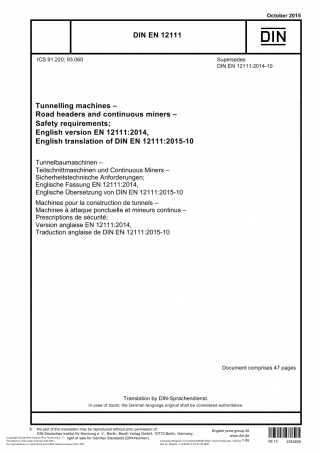 October 2015
DIN EN 12111
DIN
ICS 91.220; 93.060
Supersedes
DIN EN 12111:2014-10
Tunnelling machines –
Road headers and continuous miners –
Safety requirements;
English version EN 12111:2014,
English translation of DIN EN 12111:2015-10
Tunnelbaumaschinen –
Teilschnittmaschinen und Continuous Miners –
Sicherheitstechnische Anforderungen;
Englische Fassung EN 12111:2014,
Englische Übersetzung von DIN EN 12111:2015-10
Machines pour la construction de tunnels –
Machines à attaque ponctuelle et mineurs continus –
Prescriptions de sécurité;
Version anglaise EN 12111:2014,
Traduction anglaise de DIN EN 12111:2015-10
Document comprises 47 pages
Translation by DIN-Sprachendienst.
In case of doubt, the German-language original shall be considered authoritative.
© No part of this translation may be reproduced without prior permission of
DIN Deutsches Institut für Normung e. V., Berlin. Beuth Verlag GmbH, 10772 Berlin, Germany,
right of sale for German Standards (DIN-Normen).
English price group 20
www.din.de